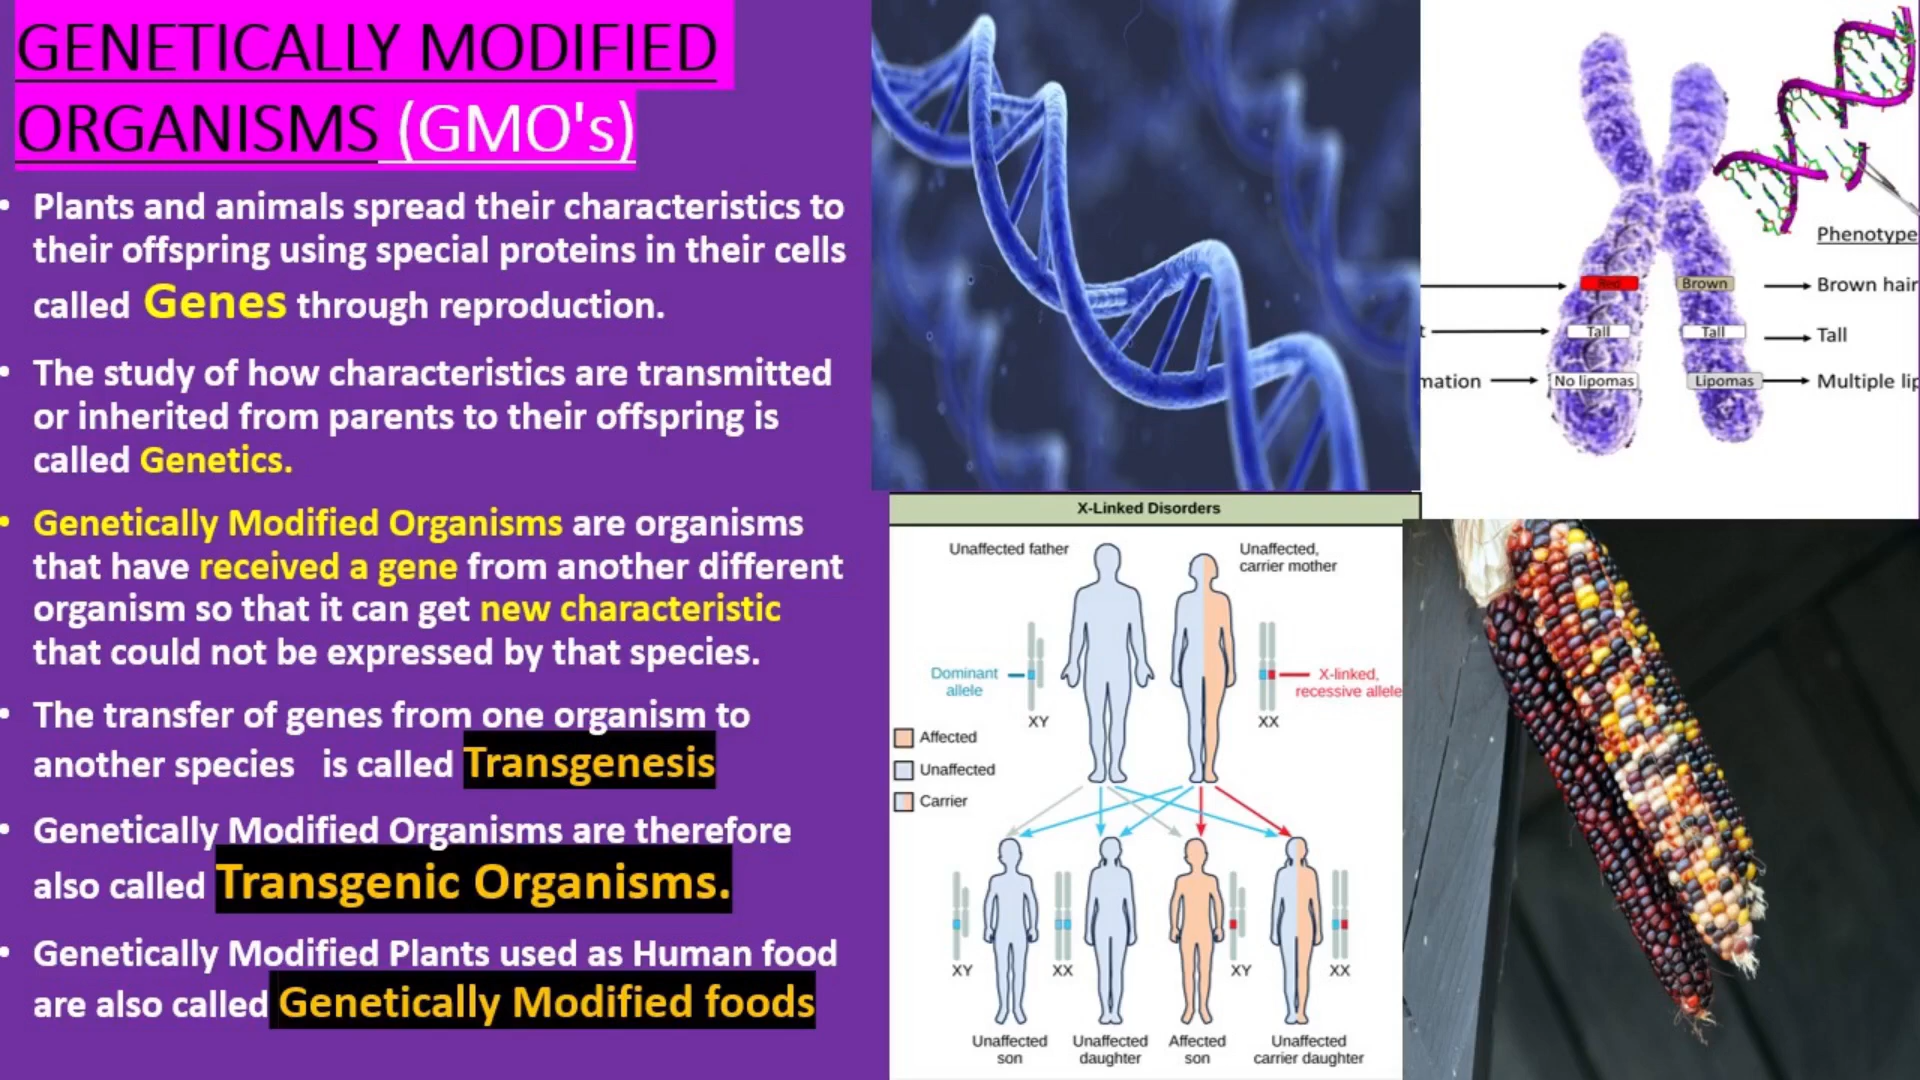 GENETICALLY MODIFIED
ORGANISMS (GMO's)
Plants and animals spread their characteristics to
their offspring using special proteins in their cells
called Genes through reproduction.
The study of how characteristics are transmitted
or inherited from parents to their offspring is
called Genetics.
Genetically Modified Organisms are organisms
that have received a gene from another different
organism so that it can get new characteristic
that could not be expressed by that species.
The transfer of genes from one organism to
another species is called Transgenesis
Genetically Modified Organisms are therefore
also called Transgenic Organisms.
Genetically Modified Plants used as Human food
are also called Genetically Modified foods
Phenotype
Red
Brown
Brown hair
Tall
Tall
Tall
No lipomas
Lipomas
Multiple
X-Linked Disorders
Unaffected father
Unaffected,
carrier mother
Dominant
allele
XY
XX
X-linked,
recessive allele
Affected
Unaffected
Carrier
XY
XX
XY
XX
Unaffected
son
Unaffected
daughter
Affected
son
Unaffected
carrier daughter